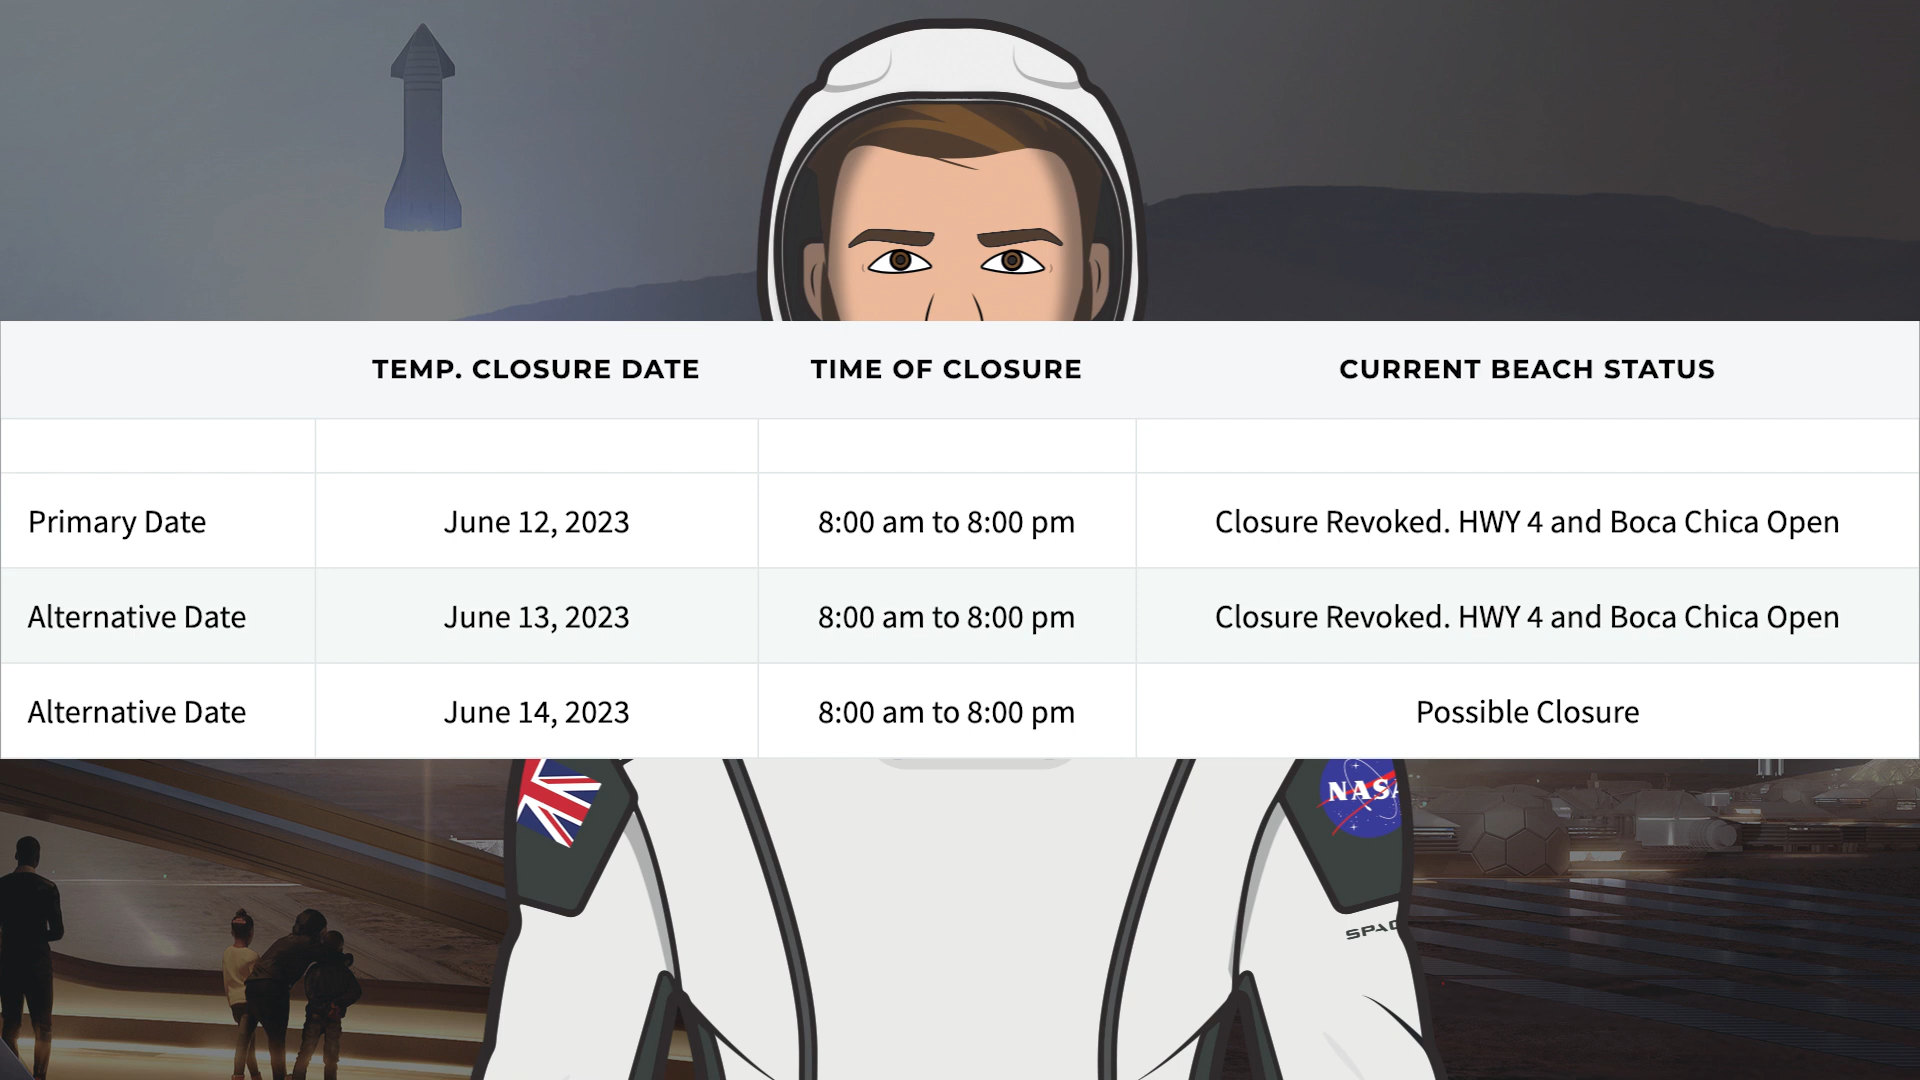 TEMP. CLOSURE DATE TIME OF CLOSURE CURRENT BEACH STATUS
Primary Date June 12, 2023 8:00 am to 8:00 pm Closure Revoked. HWY 4 and Boca Chica Open
Alternative Date June 13, 2023 8:00 am to 8:00 pm Closure Revoked. HWY 4 and Boca Chica Open
Alternative Date June 14, 2023 8:00 am to 8:00 pm Possible Closure
NASA
SPAC